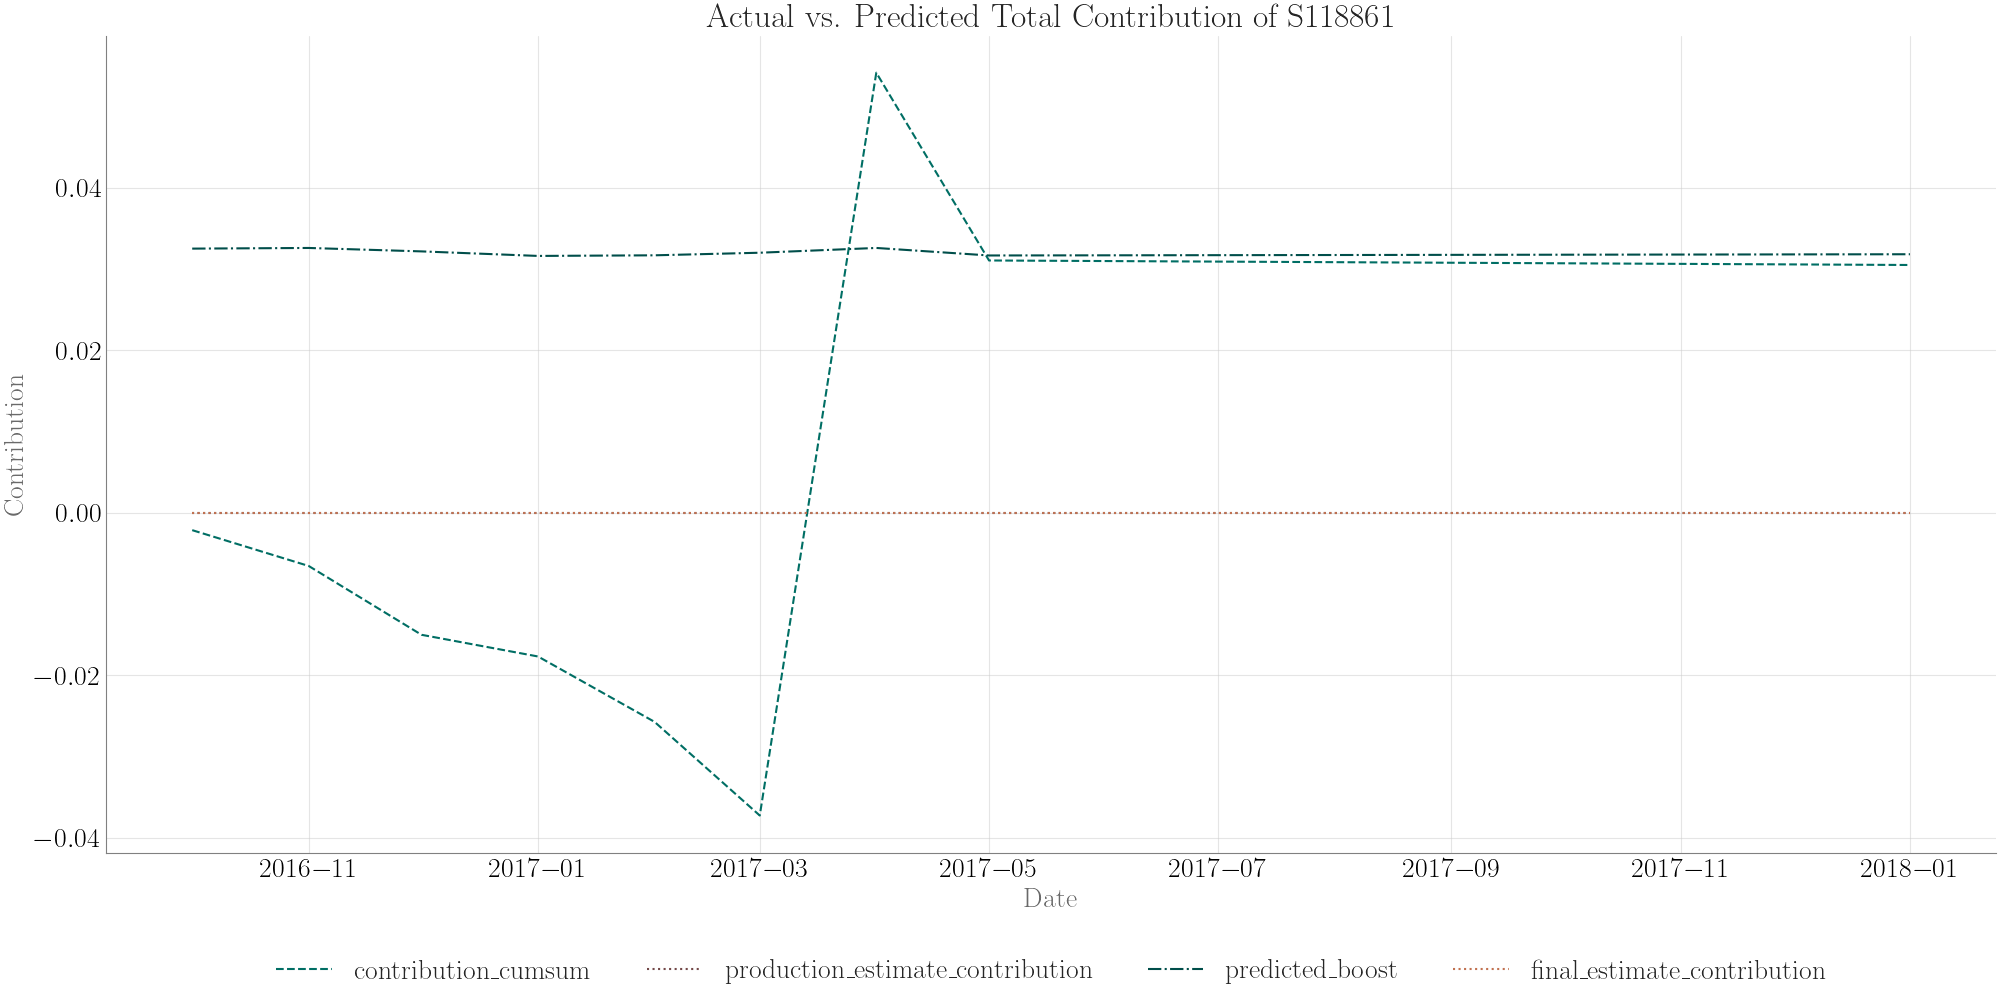 Actual vs. Predicted Total Contribution of S118861
Contribution
0.04
0.02
0.00
−0.02
−0.04
2016−11 2017−01 2017−03 2017−05 2017−07 2017−09 2017−11 2018−01
Date
contribution_cumsum production_estimate_contribution predicted_boost final_estimate_contribution